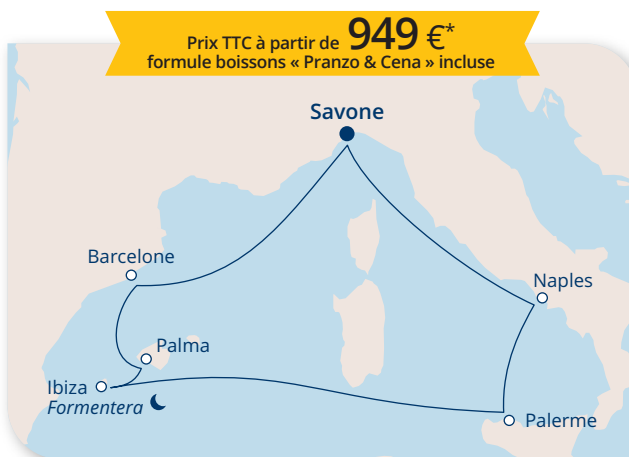 Prix TTC à partir de 949 €*
formule boissons « Pranzo & Cena » incluse
Savone
Barcelone
Naples
Palma
Ibiza
Formentera
Palerme